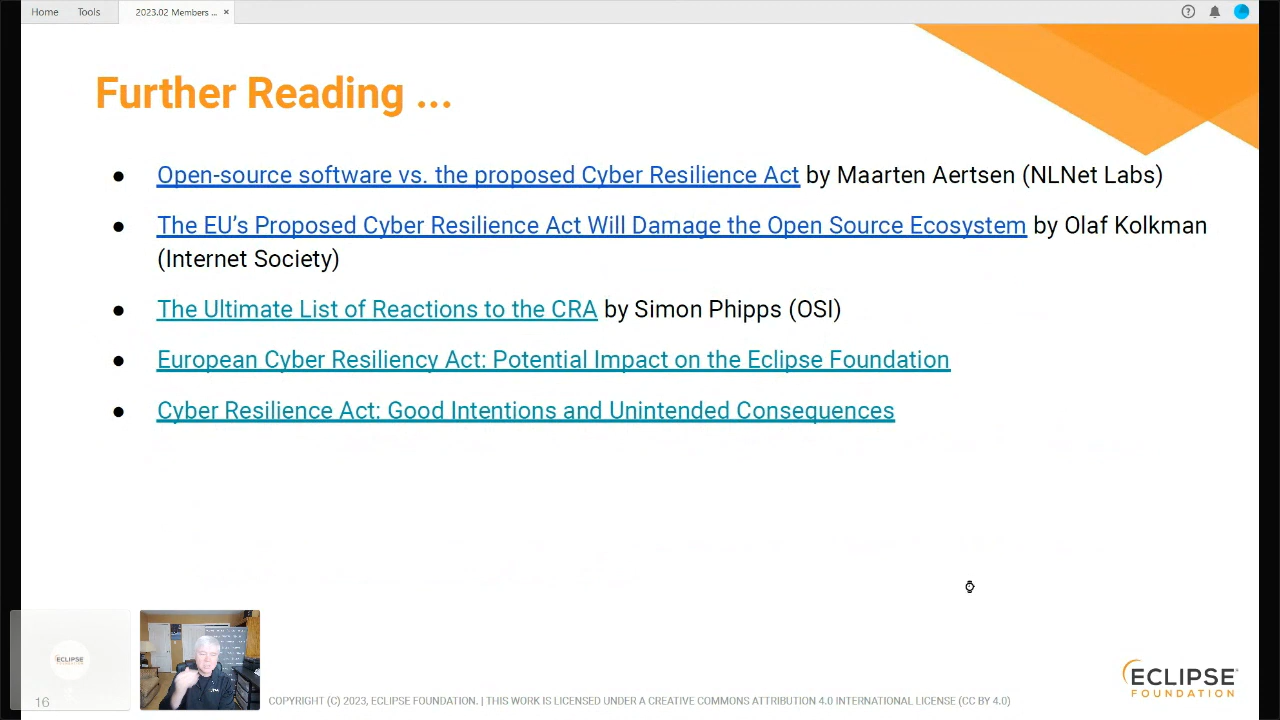 Home Tools 2023.02 Members ... ×
Further Reading ...
● Open-source software vs. the proposed Cyber Resilience Act by Maarten Aertsen (NLNet Labs)
● The EU’s Proposed Cyber Resilience Act Will Damage the Open Source Ecosystem by Olaf Kolkman
(Internet Society)
● The Ultimate List of Reactions to the CRA by Simon Phipps (OSI)
● European Cyber Resiliency Act: Potential Impact on the Eclipse Foundation
● Cyber Resilience Act: Good Intentions and Unintended Consequences
ECLIPSE
FOUNDATION
16
COPYRIGHT (C) 2023, ECLIPSE FOUNDATION. | THIS WORK IS LICENSED UNDER A CREATIVE COMMONS ATTRIBUTION 4.0 INTERNATIONAL LICENSE (CC BY 4.0)
ECLIPSE
FOUNDATION